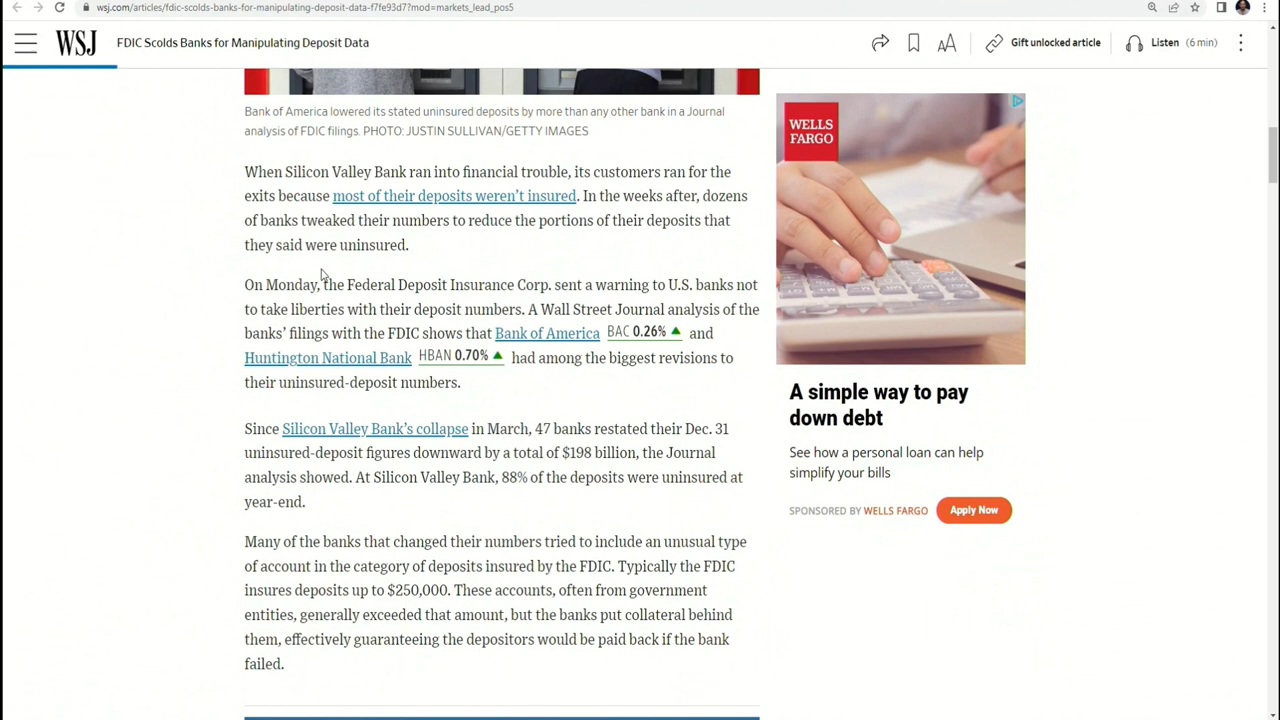 wsj.com/articles/fdic-scolds-banks-for-manipulating-deposit-data-f7fe93d7?mod=markets_lead_pos5
WSJ
FDIC Scolds Banks for Manipulating Deposit Data
AA
Gift unlocked article
Listen (6 min)
Bank of America lowered its stated uninsured deposits by more than any other bank in a Journal
analysis of FDIC filings. PHOTO: JUSTIN SULLIVAN/GETTY IMAGES
When Silicon Valley Bank ran into financial trouble, its customers ran for the
exits because most of their deposits weren't insured. In the weeks after, dozens
of banks tweaked their numbers to reduce the portions of their deposits that
they said were uninsured.
On Monday, the Federal Deposit Insurance Corp. sent a warning to U.S. banks not
to take liberties with their deposit numbers. A Wall Street Journal analysis of the
banks' filings with the FDIC shows that Bank of America BAC 0.26% ▲ and
Huntington National Bank HBAN 0.70% ▲ had among the biggest revisions to
their uninsured-deposit numbers.
Since Silicon Valley Bank's collapse in March, 47 banks restated their Dec. 31
uninsured-deposit figures downward by a total of $198 billion, the Journal
analysis showed. At Silicon Valley Bank, 88% of the deposits were uninsured at
year-end.
Many of the banks that changed their numbers tried to include an unusual type
of account in the category of deposits insured by the FDIC. Typically the FDIC
insures deposits up to $250,000. These accounts, often from government
entities, generally exceeded that amount, but the banks put collateral behind
them, effectively guaranteeing the depositors would be paid back if the bank
failed.
WELLS
FARGO
A simple way to pay
down debt
See how a personal loan can help
simplify your bills
SPONSORED BY WELLS FARGO
Apply Now